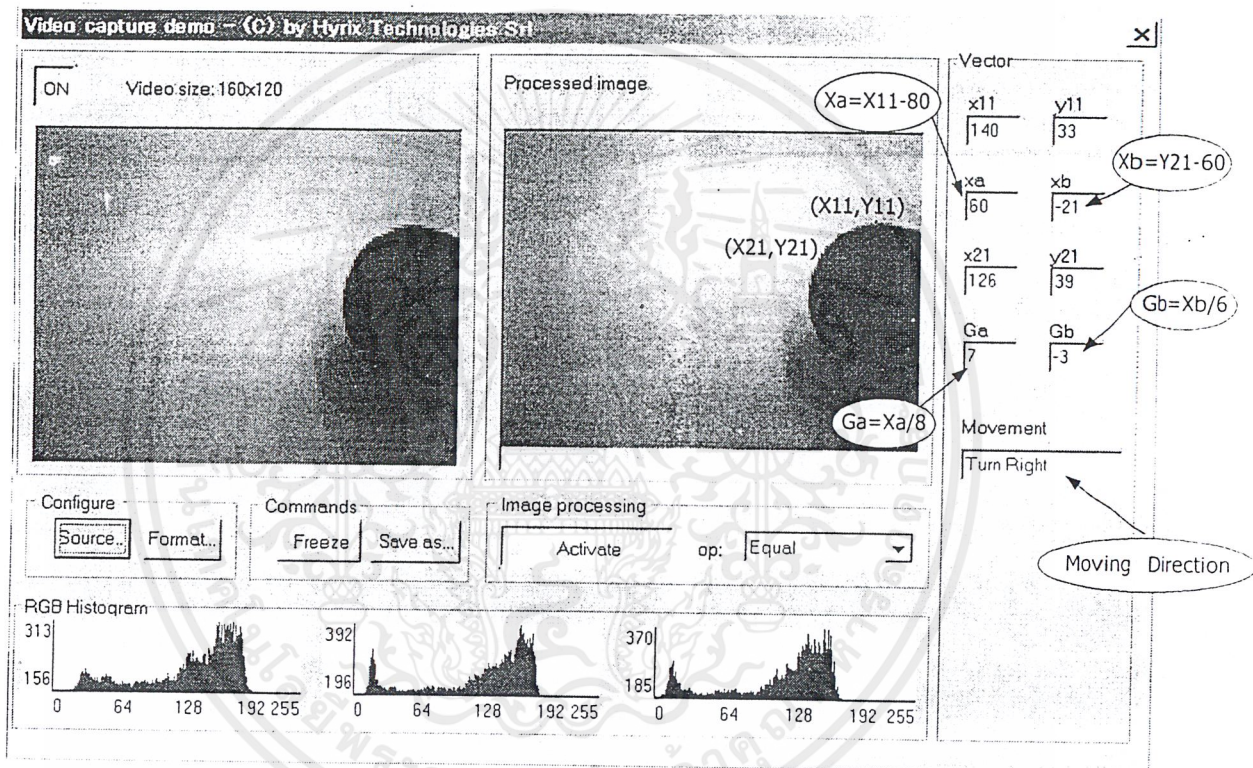 Video capture demo - (C) by Hyrix Technologies Srl
ON
Video size: 160x120
Processed image
(X11,Y11)
(X21,Y21)
Vector
x11 y11
140 33
xa xb
60 -21
x21 y21
126 39
Ga Gb
7 -3
Movement
Turn Right
Xa=X11-80
Xb=Y21-60
Gb=Xb/6
Ga=Xa/8
Moving Direction
Configure
Source..
Format...
Commands
Freeze
Save as...
Image processing
Activate
op:
Equal
RGB Histogram
313
156
0 64 128 192 255
392
196
0 64 128 192 255
370
185
0 64 128 192 255